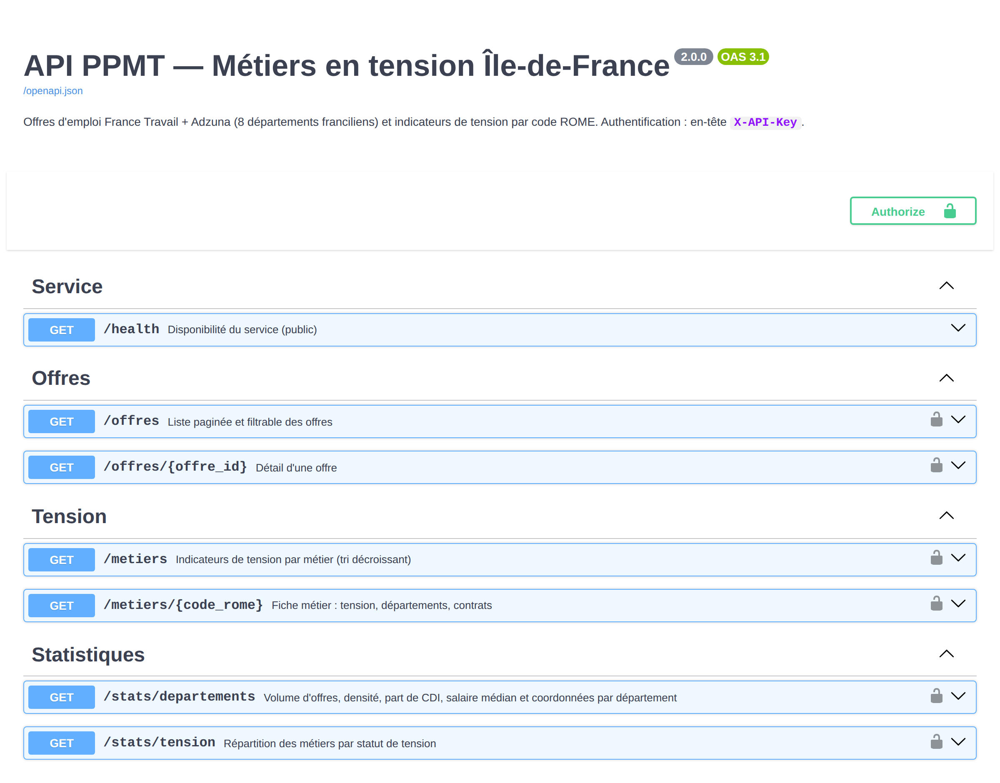 API PPMT — Métiers en tension Île-de-France 2.0.0 OAS 3.1
/openapi.json
Offres d'emploi France Travail + Adzuna (8 départements franciliens) et indicateurs de tension par code ROME. Authentification : en-tête X-API-Key.
Authorize
Service
GET /health Disponibilité du service (public)
Offres
GET /offres Liste paginée et filtrable des offres
GET /offres/{offre_id} Détail d'une offre
Tension
GET /metiers Indicateurs de tension par métier (tri décroissant)
GET /metiers/{code_rome} Fiche métier : tension, départements, contrats
Statistiques
GET /stats/departements Volume d'offres, densité, part de CDI, salaire médian et coordonnées par département
GET /stats/tension Répartition des métiers par statut de tension